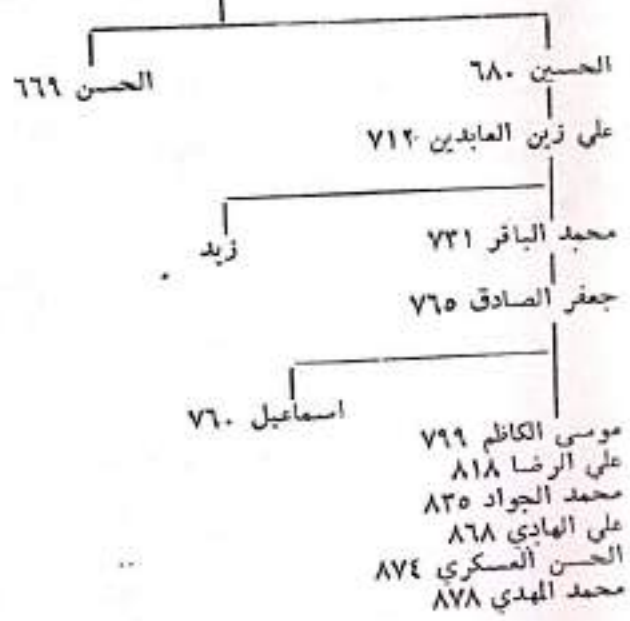 الحسين ٦٨٠
الحسن ٦٦٩
علي زين العابدين ٧١٢
محمد الباقر ٧٣١
زيد
جعفر الصادق ٧٦٥
اسماعيل ٧٦٠
موسى الكاظم ٧٩٩
علي الرضا ٨١٨
محمد الجواد ٨٣٥
علي الهادي ٨٦٨
الحسن العسكري ٨٧٤
محمد المهدي ٨٧٨